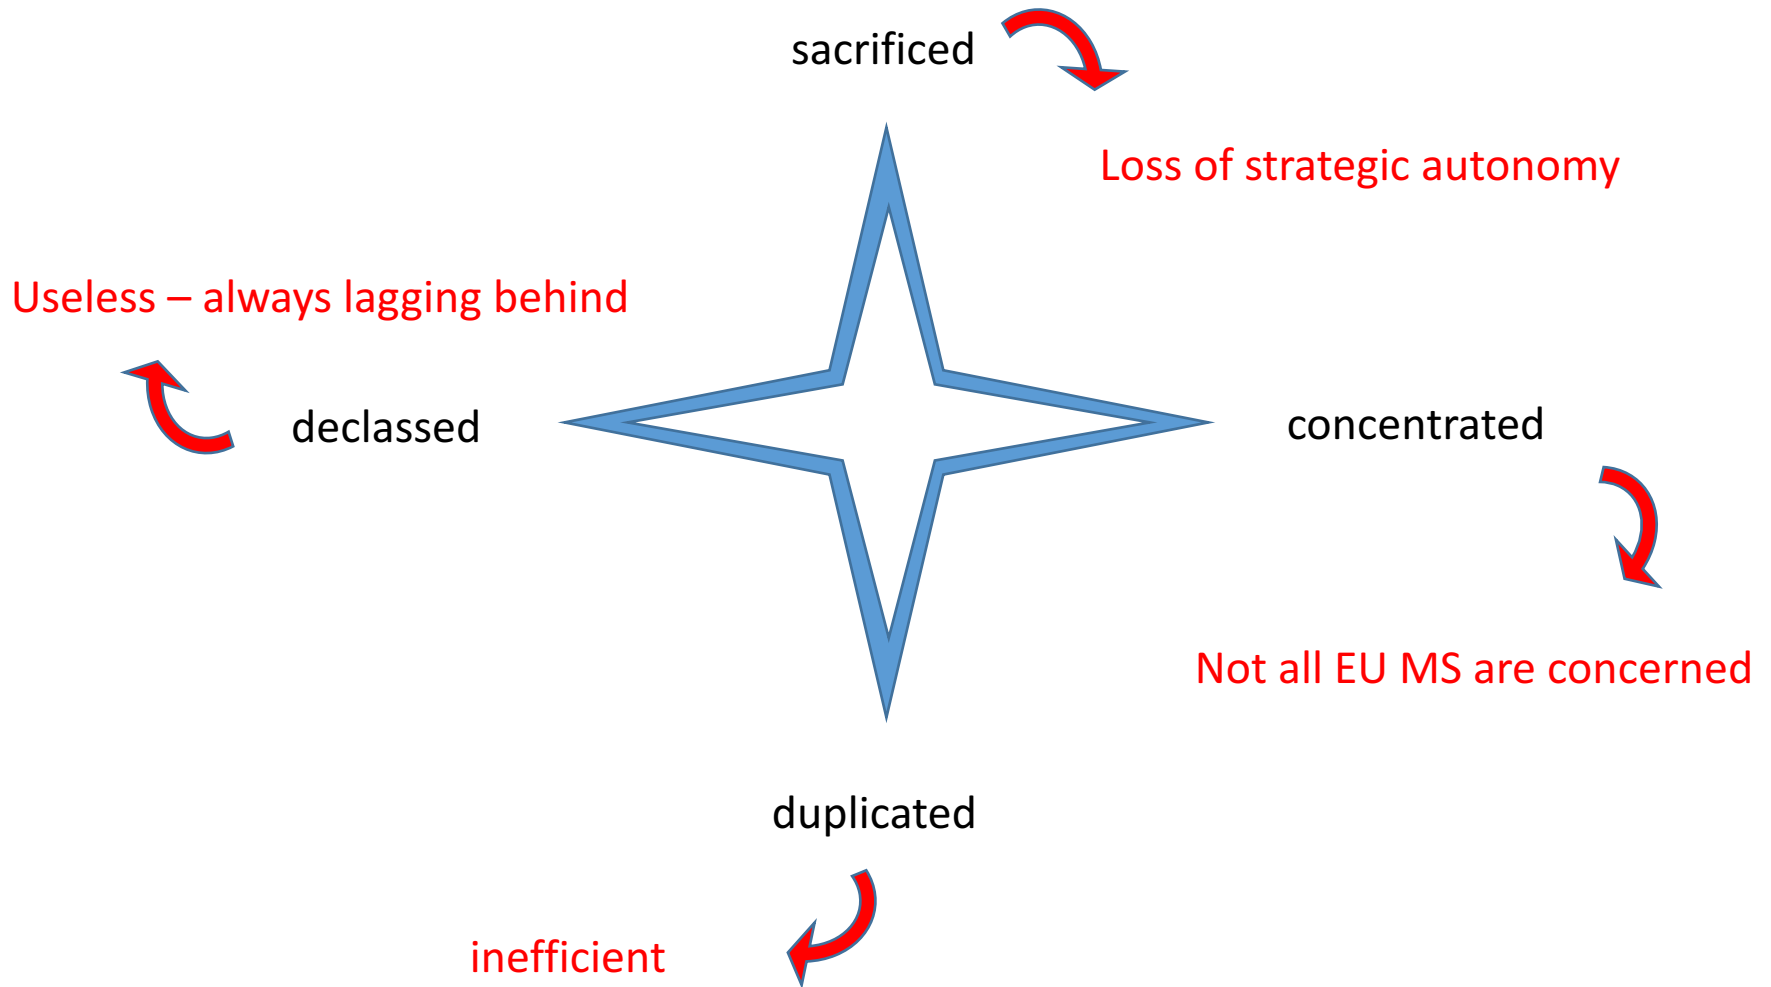 sacrificed
Loss of strategic autonomy
Useless – always lagging behind
declassed
concentrated
Not all EU MS are concerned
duplicated
inefficient